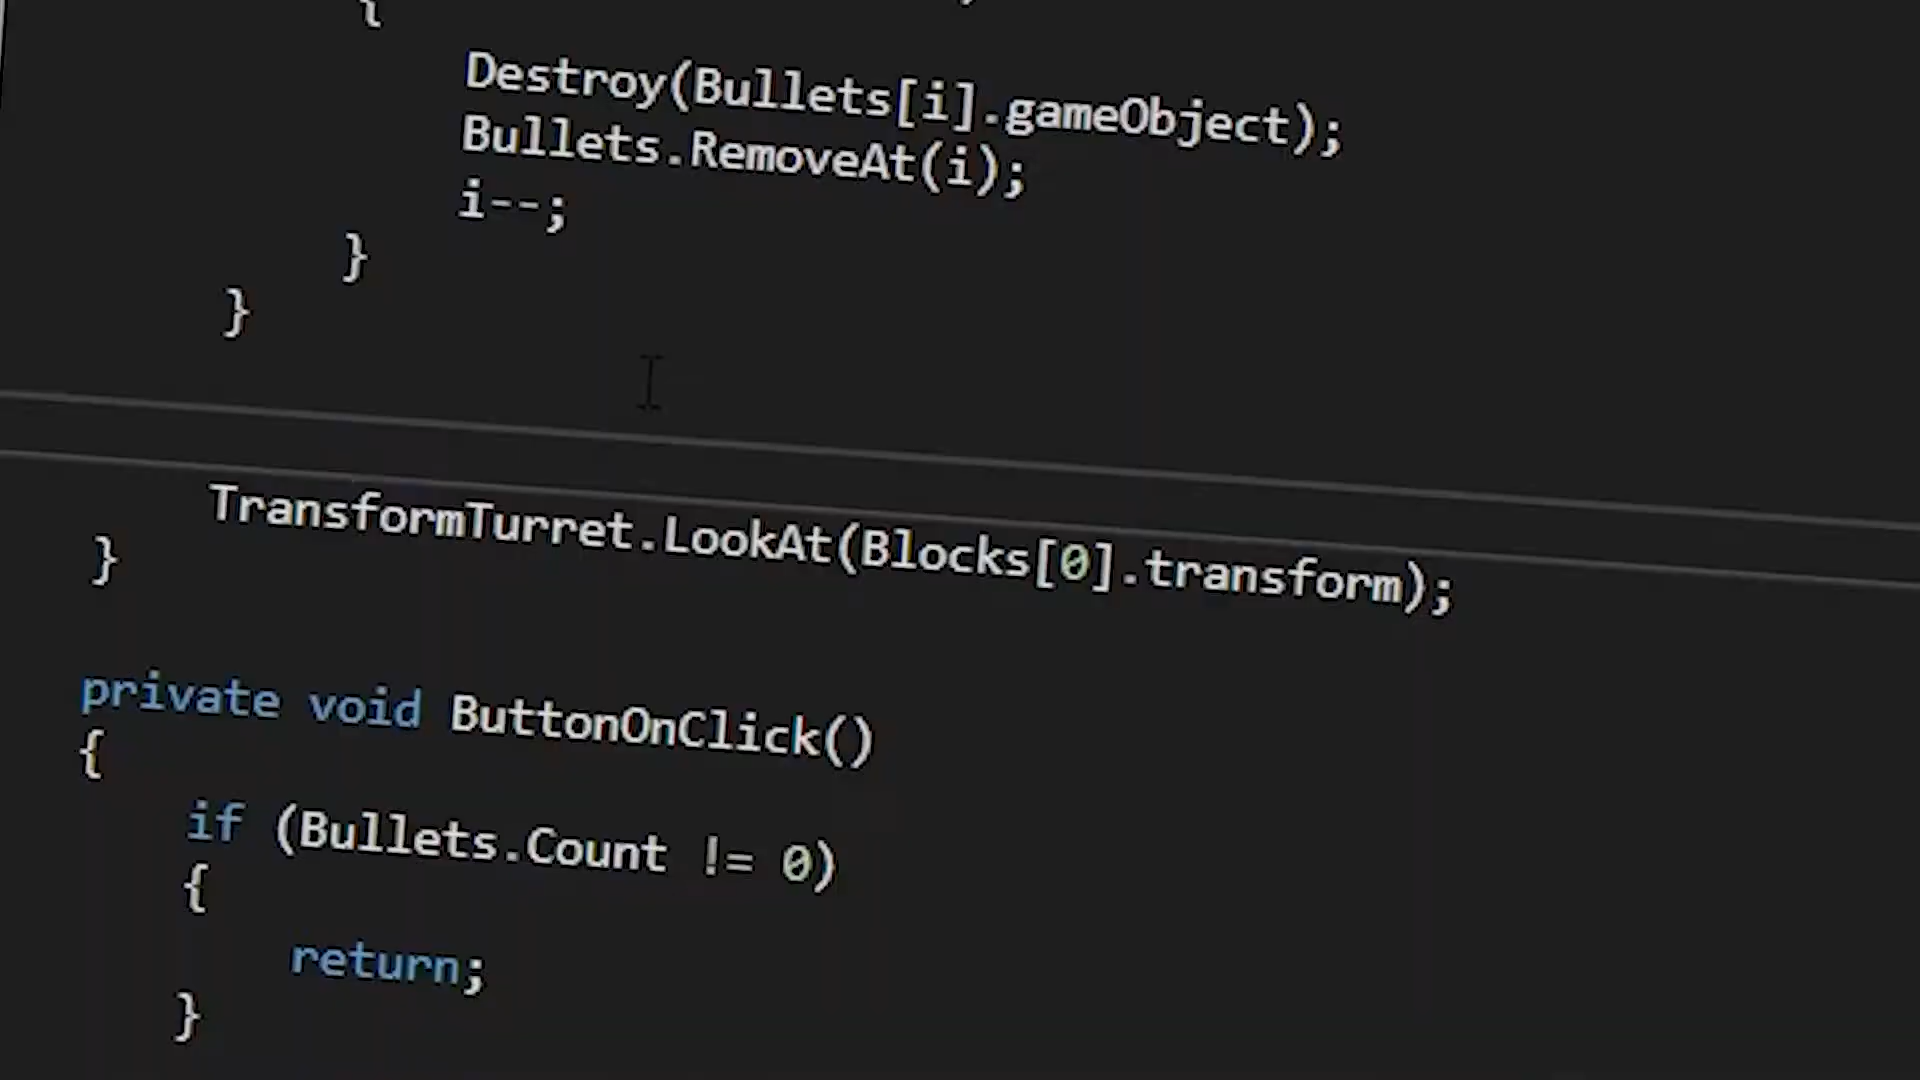 {
Destroy(Bullets[i].gameObject);
Bullets.RemoveAt(i);
i--;
}
}
TransformTurret.LookAt(Blocks[0].transform);
}
private void ButtonOnClick()
{
if (Bullets.Count != 0)
{
return;
}